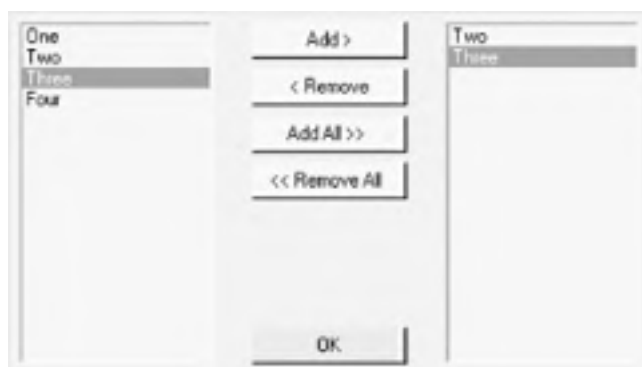 One
Two
Three
Four
Add >
< Remove
Add All >>
<< Remove All
OK
Two
Three